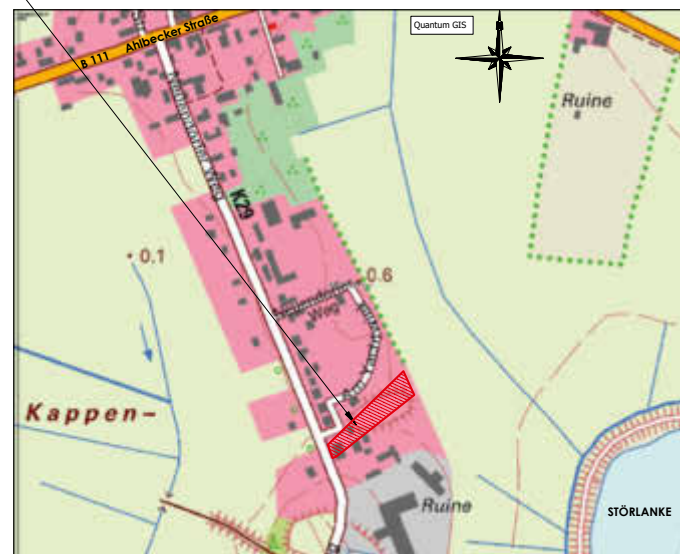 Quantum GIS
B 111 Ahlbecker Straße
Ruine
K29
0.1
0.6
Weg
Kappen-
Ruine
STÖRLANKE